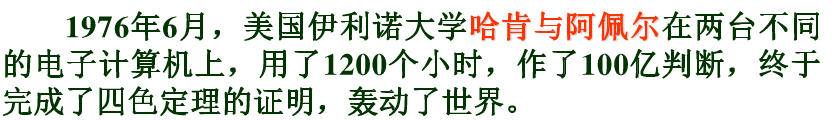 1976年6月，美国伊利诺大学哈肯与阿佩尔在两台不同
的电子计算机上，用了1200个小时，作了100亿判断，终于
完成了四色定理的证明，轰动了世界。